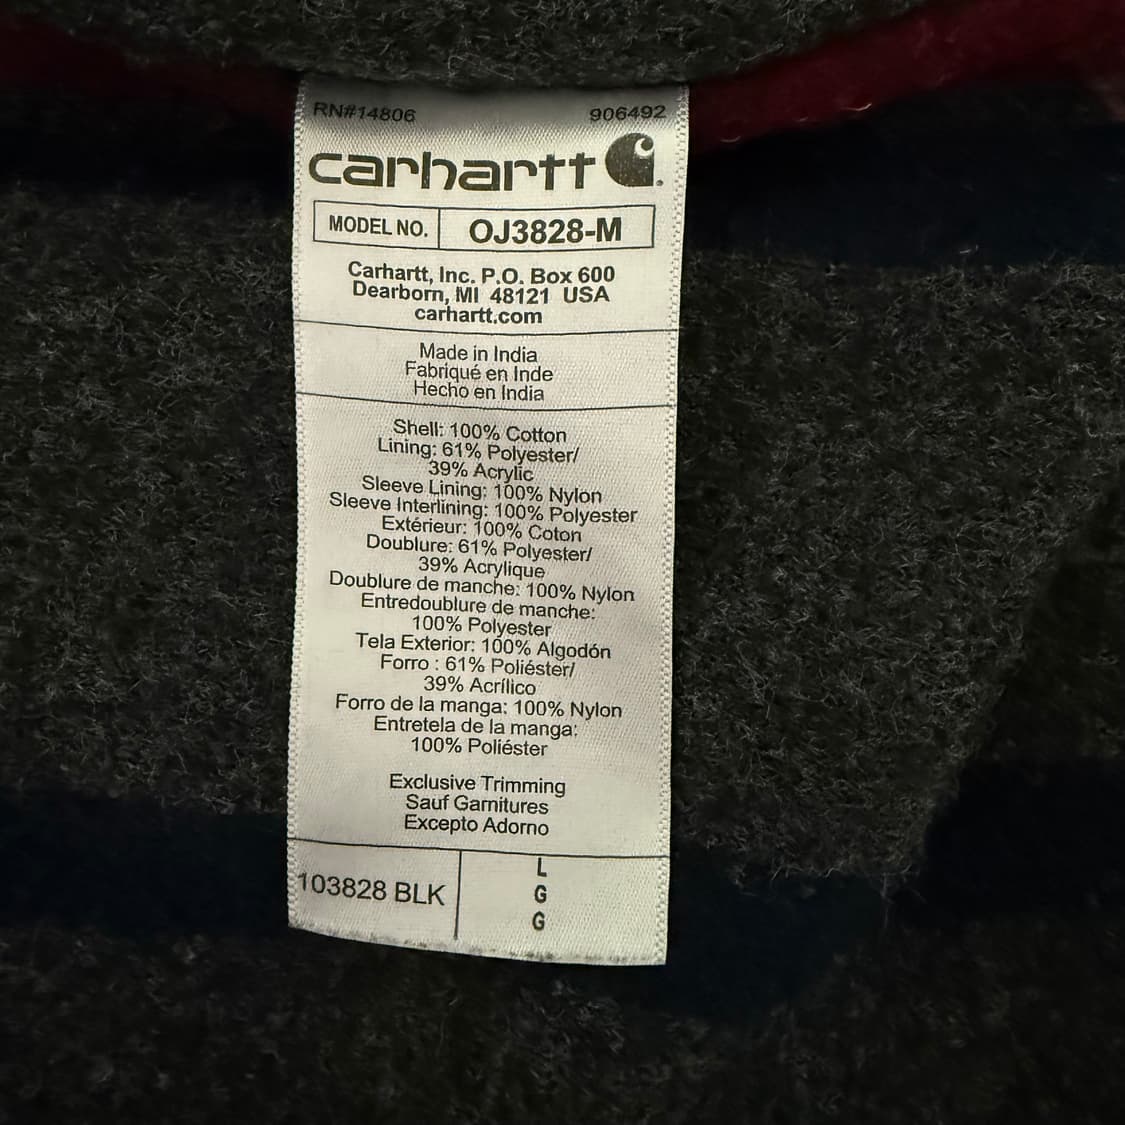 RN#14806 906492
carhartt
MODEL NO. OJ3828-M
Carhartt, Inc. P.O. Box 600
Dearborn, MI 48121 USA
carhartt.com
Made in India
Fabriqué en Inde
Hecho en India
Shell: 100% Cotton
Lining: 61% Polyester/
39% Acrylic
Sleeve Lining: 100% Nylon
Sleeve Interlining: 100% Polyester
Extérieur: 100% Coton
Doublure: 61% Polyester/
39% Acrylique
Doublure de manche: 100% Nylon
Entredoublure de manche:
100% Polyester
Tela Exterior: 100% Algodón
Forro : 61% Poliéster/
39% Acrílico
Forro de la manga: 100% Nylon
Entretela de la manga:
100% Poliéster
Exclusive Trimming
Sauf Garnitures
Excepto Adorno
103828 BLK
L
G
G